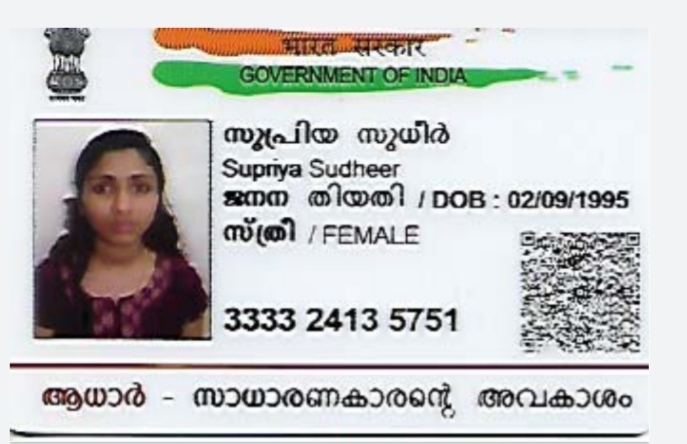 भारत सरकार
GOVERNMENT OF INDIA
സുപ്രിയ സുധീർ
Supriya Sudheer
ജനന തിയതി / DOB : 02/09/1995
സ്ത്രീ / FEMALE
3333 2413 5751
ആധാർ - സാധാരണകാരന്റെ അവകാശം